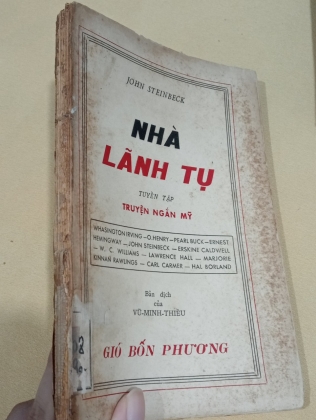 JOHN STEINBECK
NHÀ
LÃNH TỤ
TUYỂN TẬP
TRUYỆN NGẮN MỸ
WHASINGTON IRVING — O.HENRY — PEARL BUCK — ERNEST
HEMINGWAY — JOHN STEINBECK — ERSKINE CALDWELL
— W. C. WILLIAMS — LAWRENCE HALL — MARJORIE
KINNAN RAWLINGS — CARL CARMER — HAL BORLAND
Bản dịch
của
VŨ-MINH-THIỀU
GIÓ BỐN PHƯƠNG